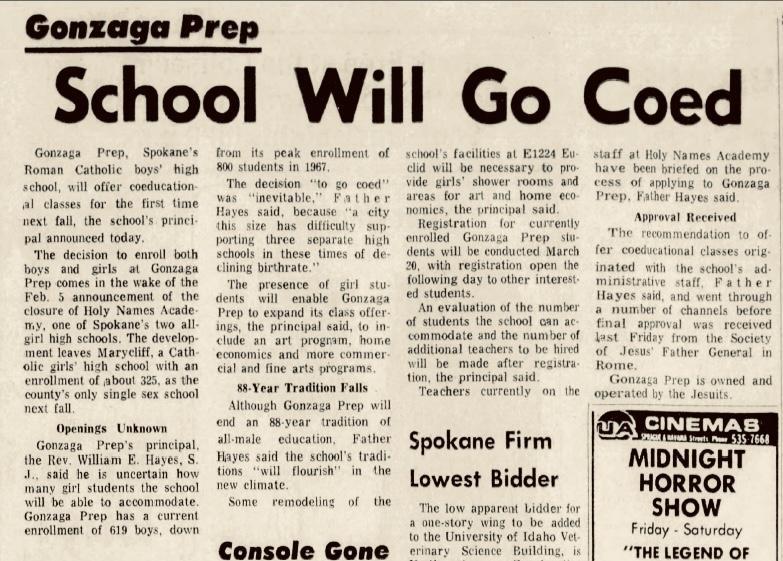 Gonzaga Prep
School Will Go Coed
Gonzaga Prep, Spokane's
Roman Catholic boys' high
school, will offer coeducation-
al classes for the first time
next fall, the school's princi-
pal announced today.
The decision to enroll both
boys and girls at Gonzaga
Prep comes in the wake of the
Feb. 5 announcement of the
closure of Holy Names Acade-
my, one of Spokane's two all-
girl high schools. The develop-
ment leaves Marycliff, a Cath-
olic girls' high school with an
enrollment of about 325, as the
county's only single sex school
next fall.
Openings Unknown
Gonzaga Prep's principal,
the Rev. William E. Hayes, S.
J., said he is uncertain how
many girl students the school
will be able to accommodate.
Gonzaga Prep has a current
enrollment of 619 boys, down
from its peak enrollment of
800 students in 1967.
The decision "to go coed"
was "inevitable," Father
Hayes said, because "a city
this size has difficulty sup-
porting three separate high
schools in these times of de-
clining birthrate."
The presence of girl stu-
dents will enable Gonzaga
Prep to expand its class offer-
ings, the principal said, to in-
clude an art program, home
economics and more commer-
cial and fine arts programs.
88-Year Tradition Falls
Although Gonzaga Prep will
end an 88-year tradition of
all-male education, Father
Hayes said the school's tradi-
tions "will flourish" in the
new climate.
Some remodeling of the
school's facilities at E1224 Eu-
clid will be necessary to pro-
vide girls' shower rooms and
areas for art and home eco-
nomics, the principal said.
Registration for currently
enrolled Gonzaga Prep stu-
dents will be conducted March
20, with registration open the
following day to other interest-
ed students.
An evaluation of the number
of students the school can ac-
commodate and the number of
additional teachers to be hired
will be made after registra-
tion, the principal said.
Teachers currently on the
staff at Holy Names Academy
have been briefed on the pro-
cess of applying to Gonzaga
Prep, Father Hayes said.
Approval Received
The recommendation to of-
fer coeducational classes orig-
inated with the school's ad-
ministrative staff, Father
Hayes said, and went through
a number of channels before
final approval was received
last Friday from the Society
of Jesus' Father General in
Rome.
Gonzaga Prep is owned and
operated by the Jesuits.
Console Gone
Spokane Firm
Lowest Bidder
The low apparent bidder for
a one-story wing to be added
to the University of Idaho Vet-
erinary Science Building, is
UA CINEMAS
Streets Phone 535-7668
MIDNIGHT
HORROR
SHOW
Friday - Saturday
"THE LEGEND OF